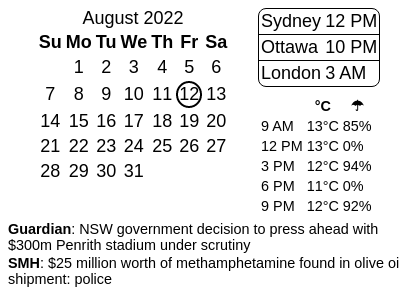 August 2022
Su Mo Tu We Th Fr Sa
1 2 3 4 5 6
7 8 9 10 11 12 13
14 15 16 17 18 19 20
21 22 23 24 25 26 27
28 29 30 31
Sydney 12 PM
Ottawa 10 PM
London 3 AM
°C ☂
9 AM 13°C 85%
12 PM 13°C 0%
3 PM 12°C 94%
6 PM 11°C 0%
9 PM 12°C 92%
Guardian: NSW government decision to press ahead with
$300m Penrith stadium under scrutiny
SMH: $25 million worth of methamphetamine found in olive oi
shipment: police